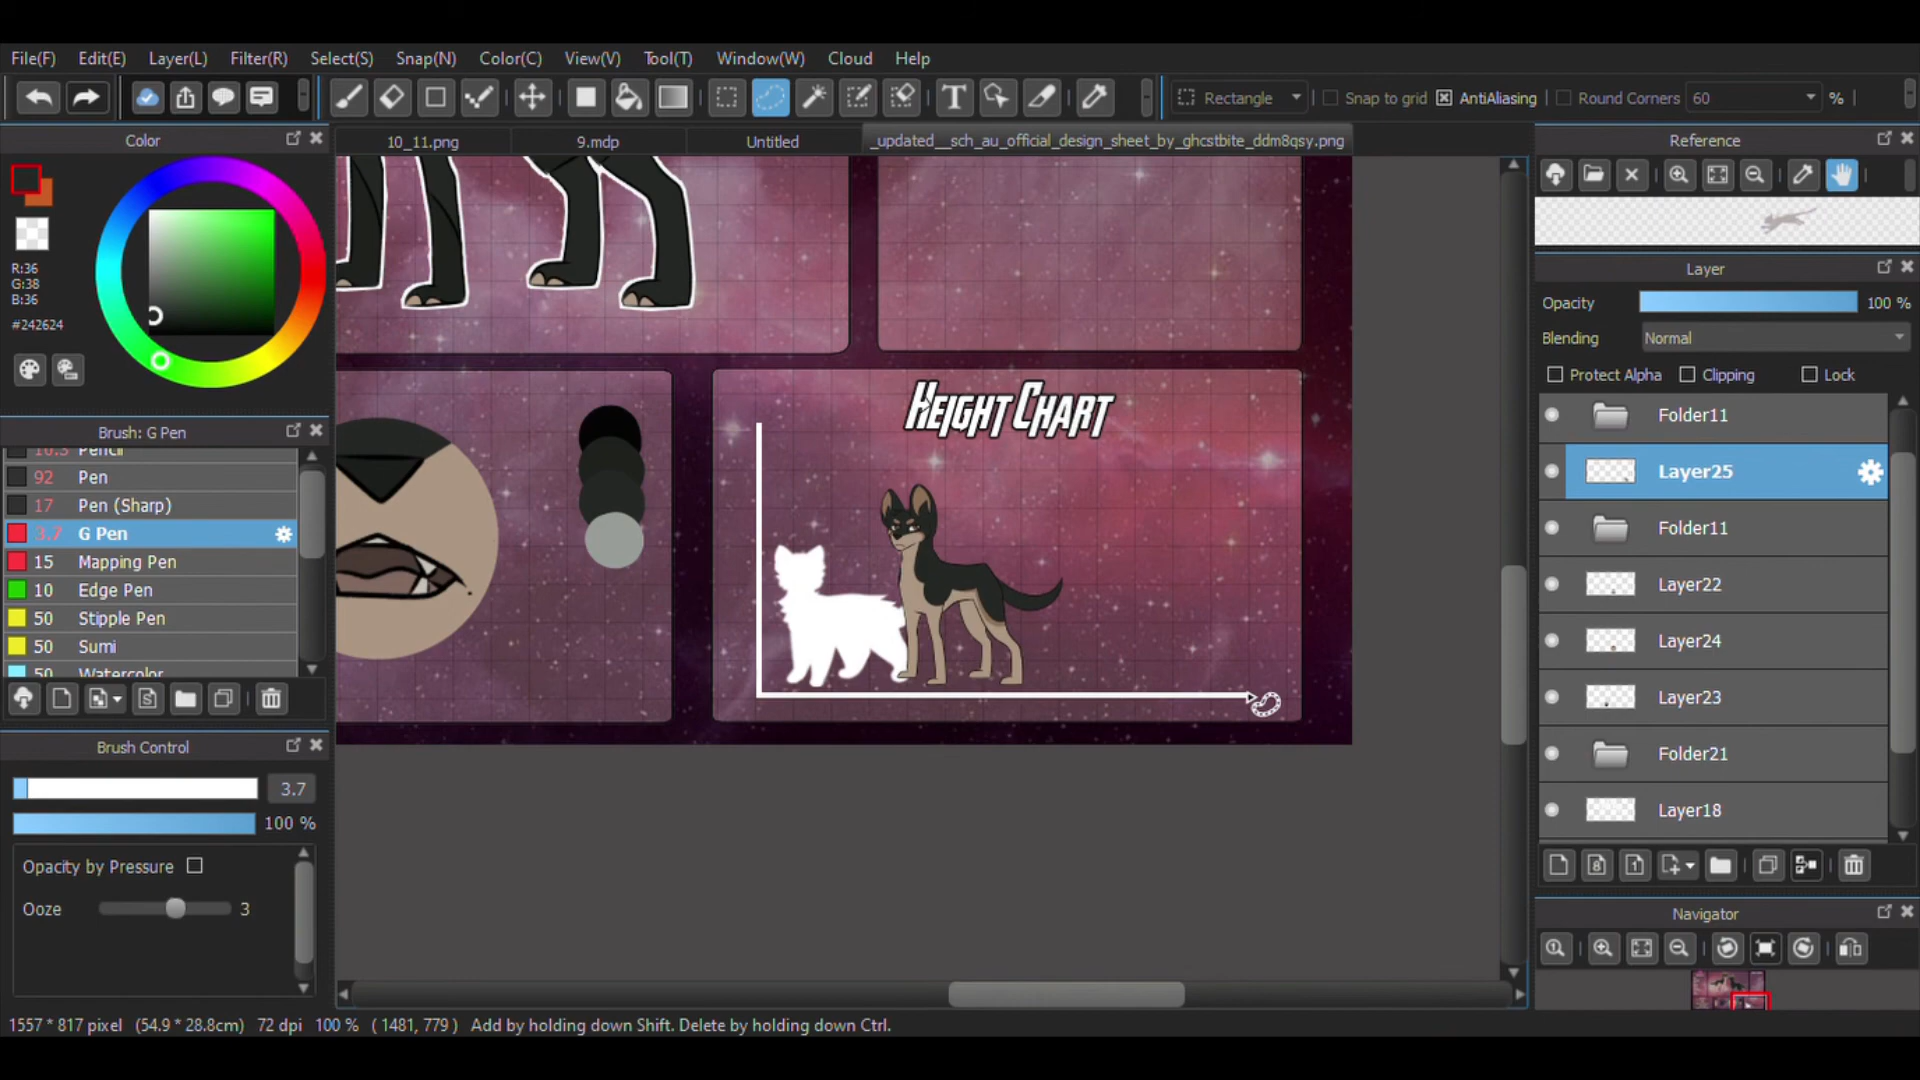 File(F) Edit(E) Layer(L) Filter(R) Select(S) Snap(N) Color(C) View(V) Tool(T) Window(W) Cloud Help
Rectangle Snap to grid AntiAliasing Round Corners 60 %
Color
10_11.png 9.mdp Untitled _updated__sch_au_official_design_sheet_by_ghcstbite_ddm8qsy.png
Reference
R:36
G:38
B:36
#242624
Layer
Opacity 100 %
Blending Normal
Protect Alpha Clipping Lock
Brush: G Pen
10.3 Pencil
92 Pen
17 Pen (Sharp)
3.7 G Pen
15 Mapping Pen
10 Edge Pen
50 Stipple Pen
50 Sumi
50 Watercolor
Height Chart
Folder11
Layer25
Folder11
Layer22
Layer24
Layer23
Folder21
Layer18
Brush Control
3.7
100 %
Opacity by Pressure
Ooze 3
8 1
Navigator
1557 * 817 pixel (54.9 * 28.8cm) 72 dpi 100 % ( 1481, 779 ) Add by holding down Shift. Delete by holding down Ctrl.